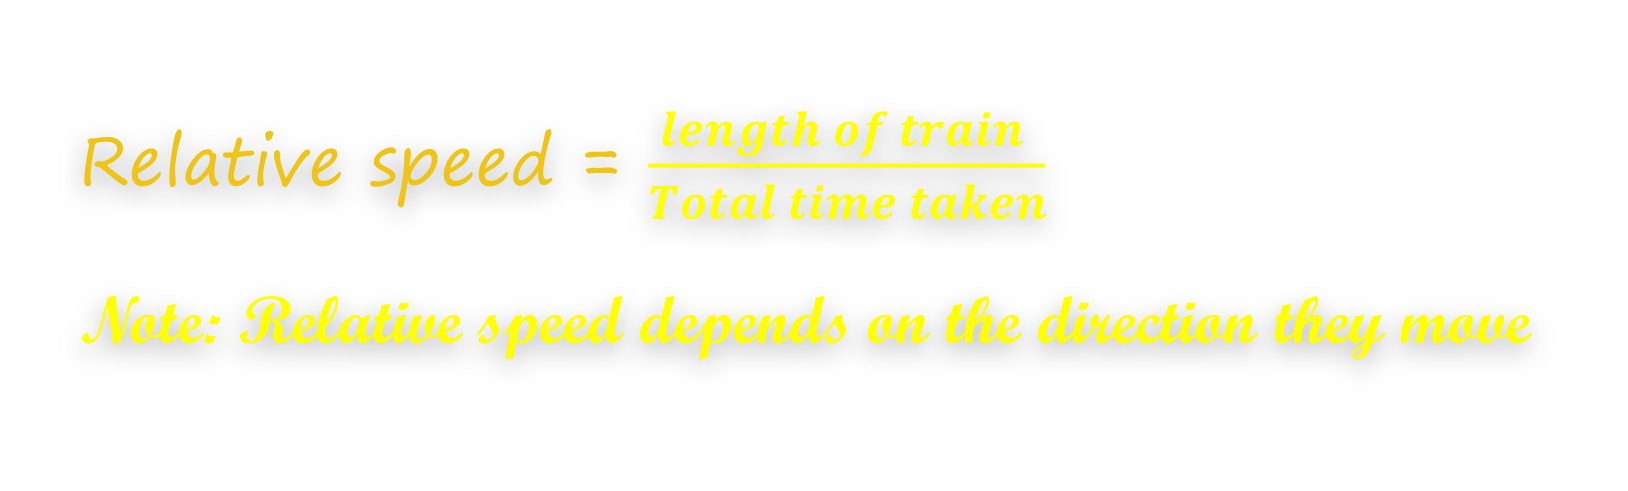 Relative speed = length of train / Total time taken
Note: Relative speed depends on the direction they move